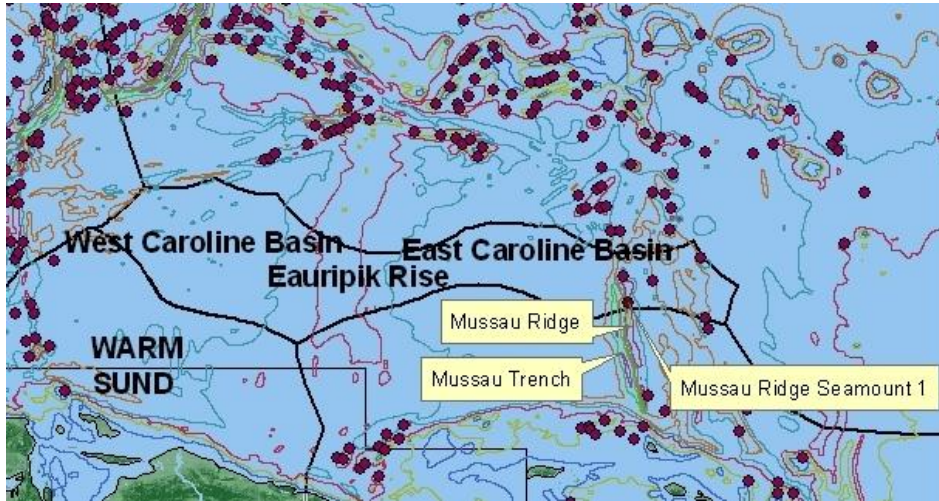 West Caroline Basin
East Caroline Basin
Eauripik Rise
Mussau Ridge
WARM
SUND
Mussau Trench
Mussau Ridge Seamount 1